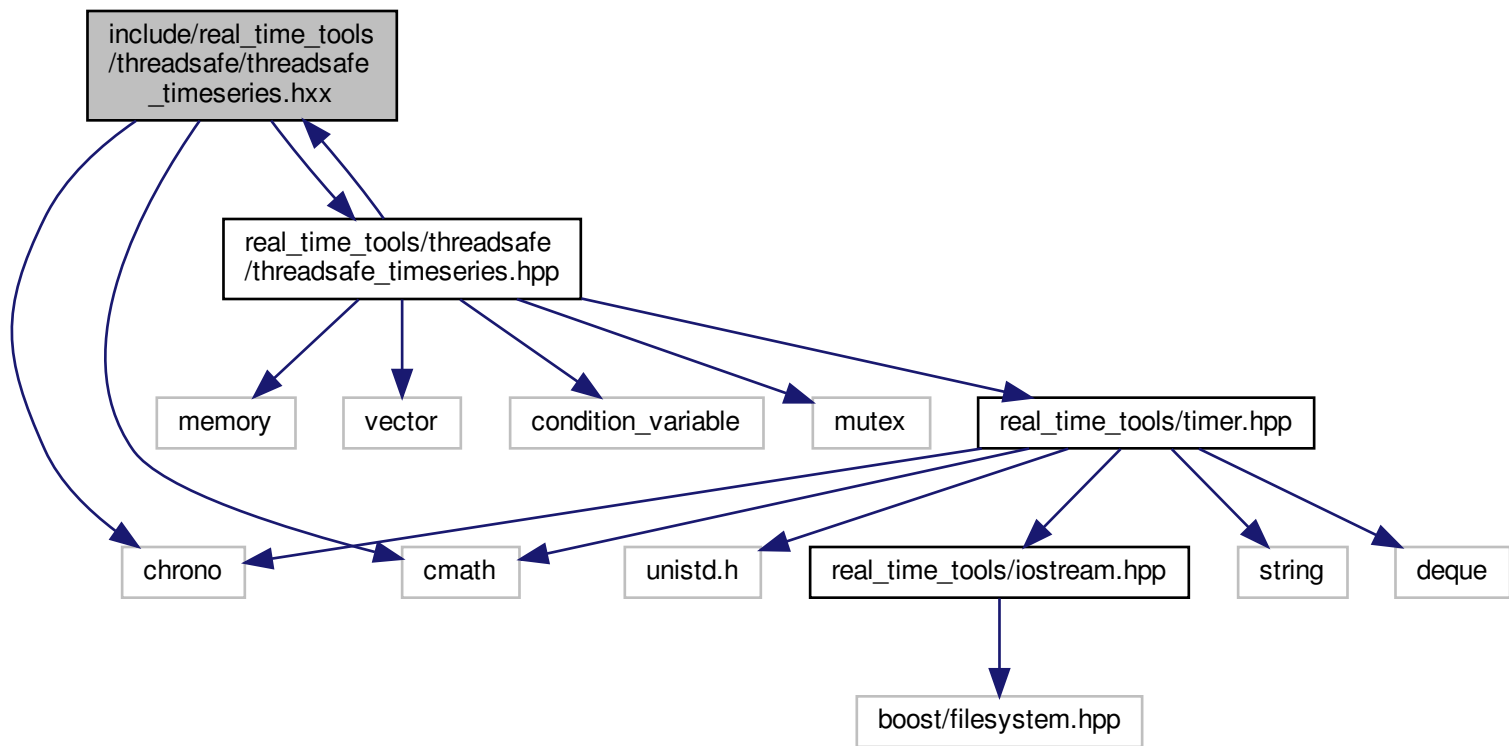 include/real_time_tools
/threadsafe/threadsafe
_timeseries.hxx
real_time_tools/threadsafe
/threadsafe_timeseries.hpp
memory
vector
condition_variable
mutex
real_time_tools/timer.hpp
chrono
cmath
unistd.h
real_time_tools/iostream.hpp
string
deque
boost/filesystem.hpp